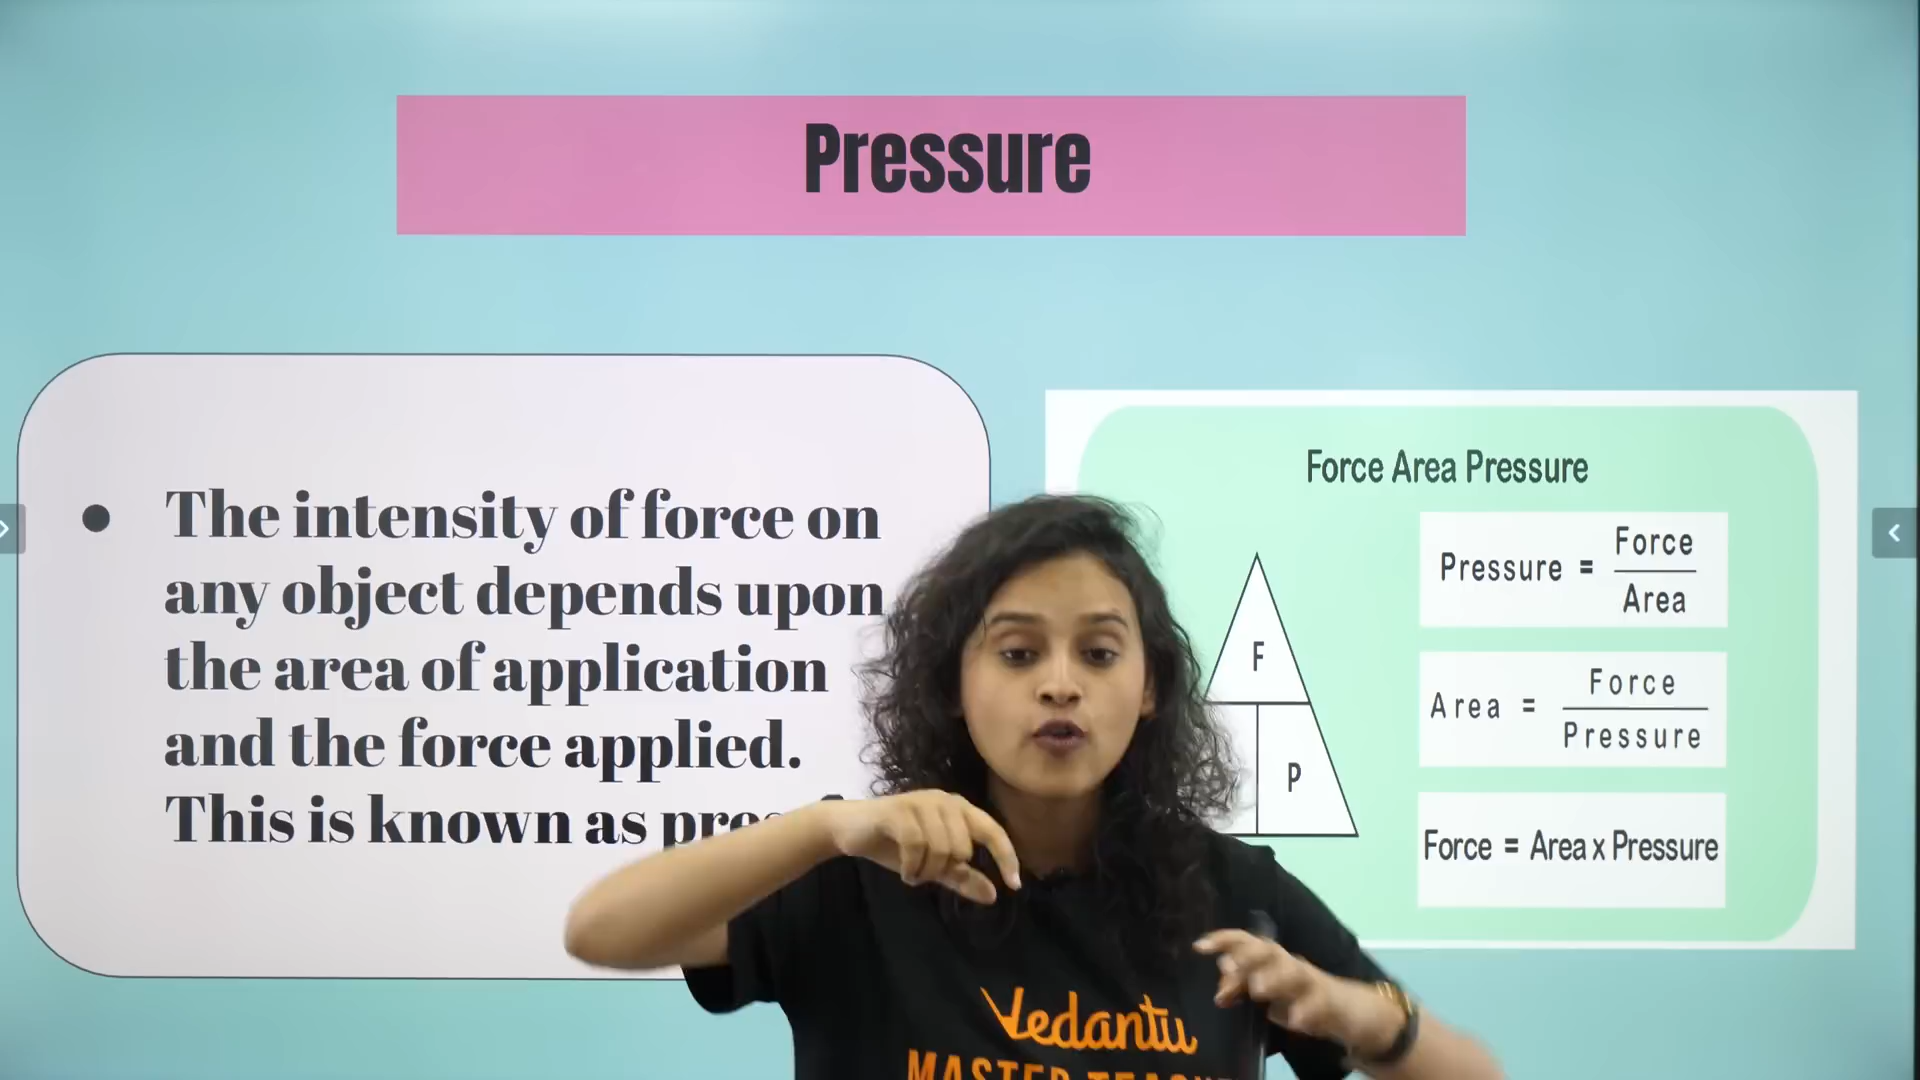 Pressure
● The intensity of force on
any object depends upon
the area of application
and the force applied.
This is known as
Force Area Pressure
F
P
Pressure = Force
Area
Area = Force
Pressure
Force = Area x Pressure
Vedantu
MASTER